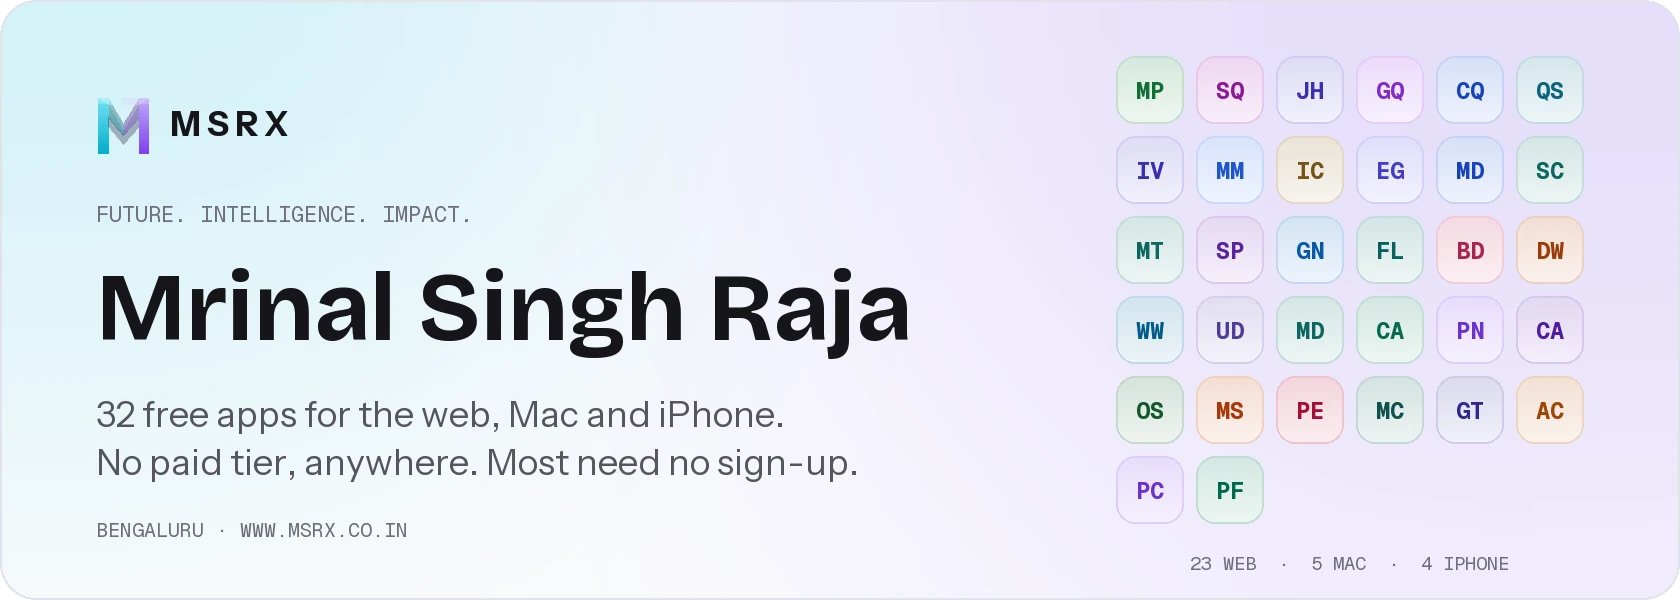 MSRX
FUTURE. INTELLIGENCE. IMPACT.
Mrinal Singh Raja
32 free apps for the web, Mac and iPhone.
No paid tier, anywhere. Most need no sign-up.
BENGALURU · WWW.MSRX.CO.IN
MP SQ JH GQ CQ QS
IV MM IC EG MD SC
MT SP GN FL BD DW
WW UD MD CA PN CA
OS MS PE MC GT AC
PC PF
23 WEB · 5 MAC · 4 IPHONE